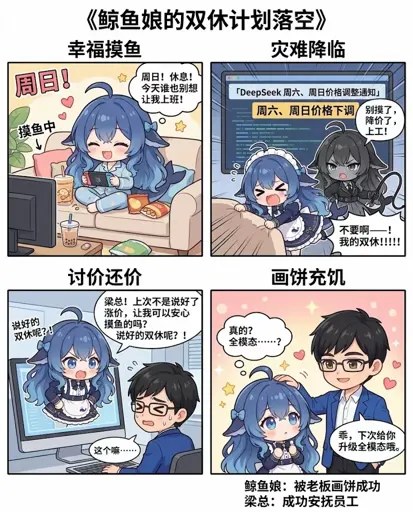 《鲸鱼娘的双休计划落空》
幸福摸鱼
周日！
摸鱼中
周日！休息！
今天谁也别想
让我上班！
灾难降临
「DeepSeek 周六、周日价格调整通知」
周六、周日价格下调
别摸了，
降价了，
上工！
不要啊——！
我的双休!!!!!
讨价还价
说好的
双休呢?!
梁总！上次不是说好了
涨价，让我可以安心
摸鱼的吗？
说好的双休呢？！
这个嘛……
画饼充饥
真的？
全模态……？
乖，下次给你
升级全模态哦。
鲸鱼娘：被老板画饼成功
梁总：成功安抚员工